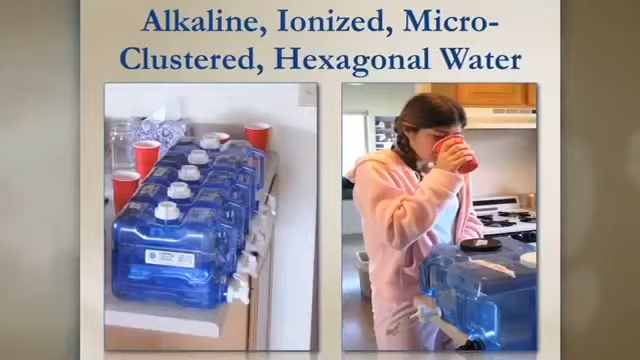 Alkaline, Ionized, Micro-
Clustered, Hexagonal Water